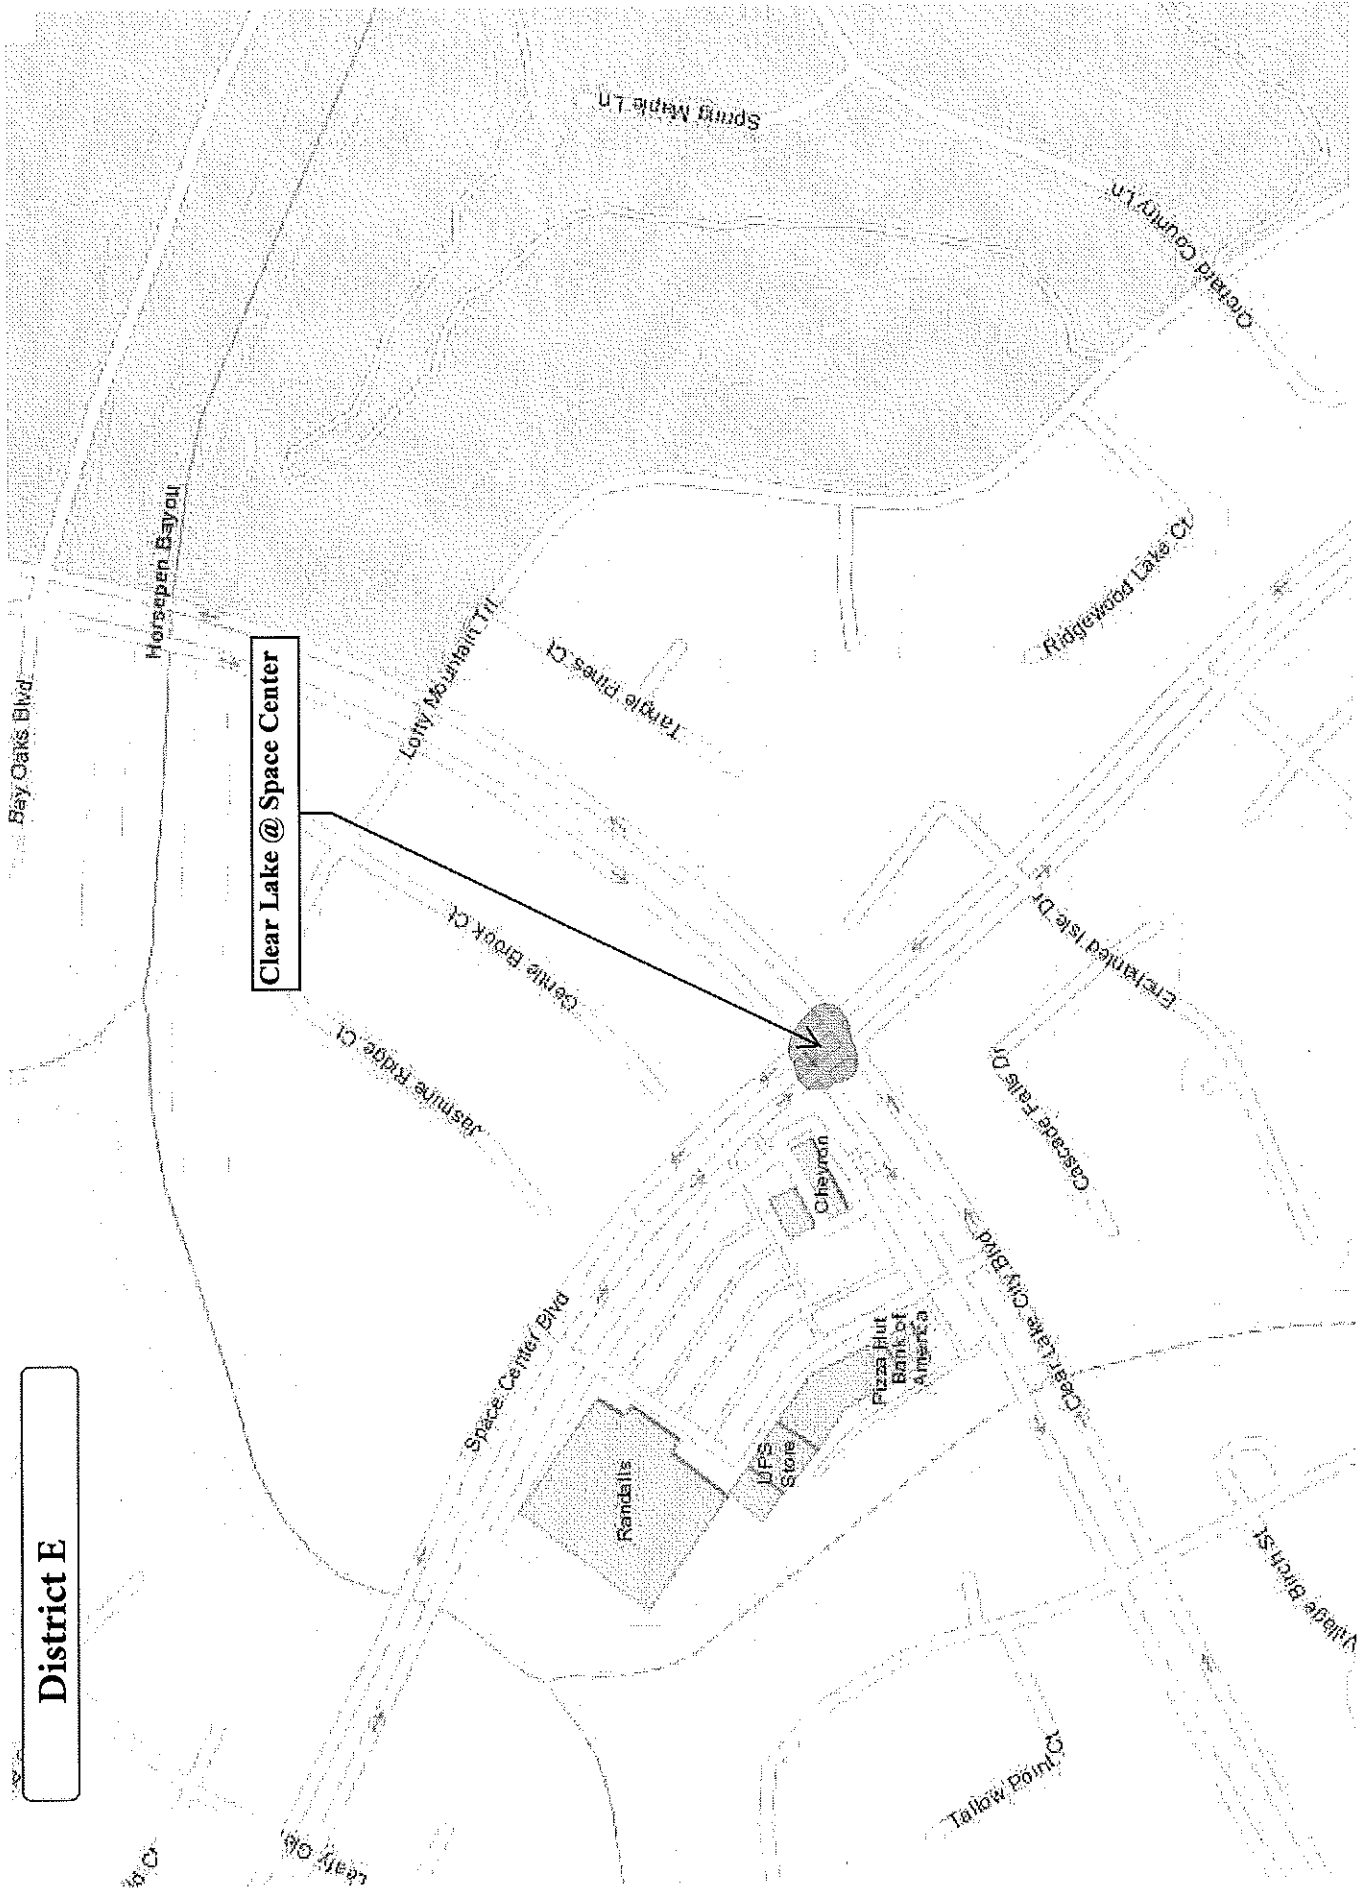 District E
Clear Lake @ Space Center
Bay Oaks Blvd
Horsepen Bayou
Spring Maple Ln
Orchard Country Ln
Lofty Mountain Trl
Tangle Pines Ct
Ridgewood Lake Ct
Gentle Brook Ct
Jasmine Ridge Ct
Enchanted Isle Dr
Cascade Falls Dr
Chevron
Space Center Blvd
Clear Lake City Blvd
Pizza Hut
Bank of
America
UPS
Store
Randalls
Village Birch St
Tallow Point Ct
Leafy Gl